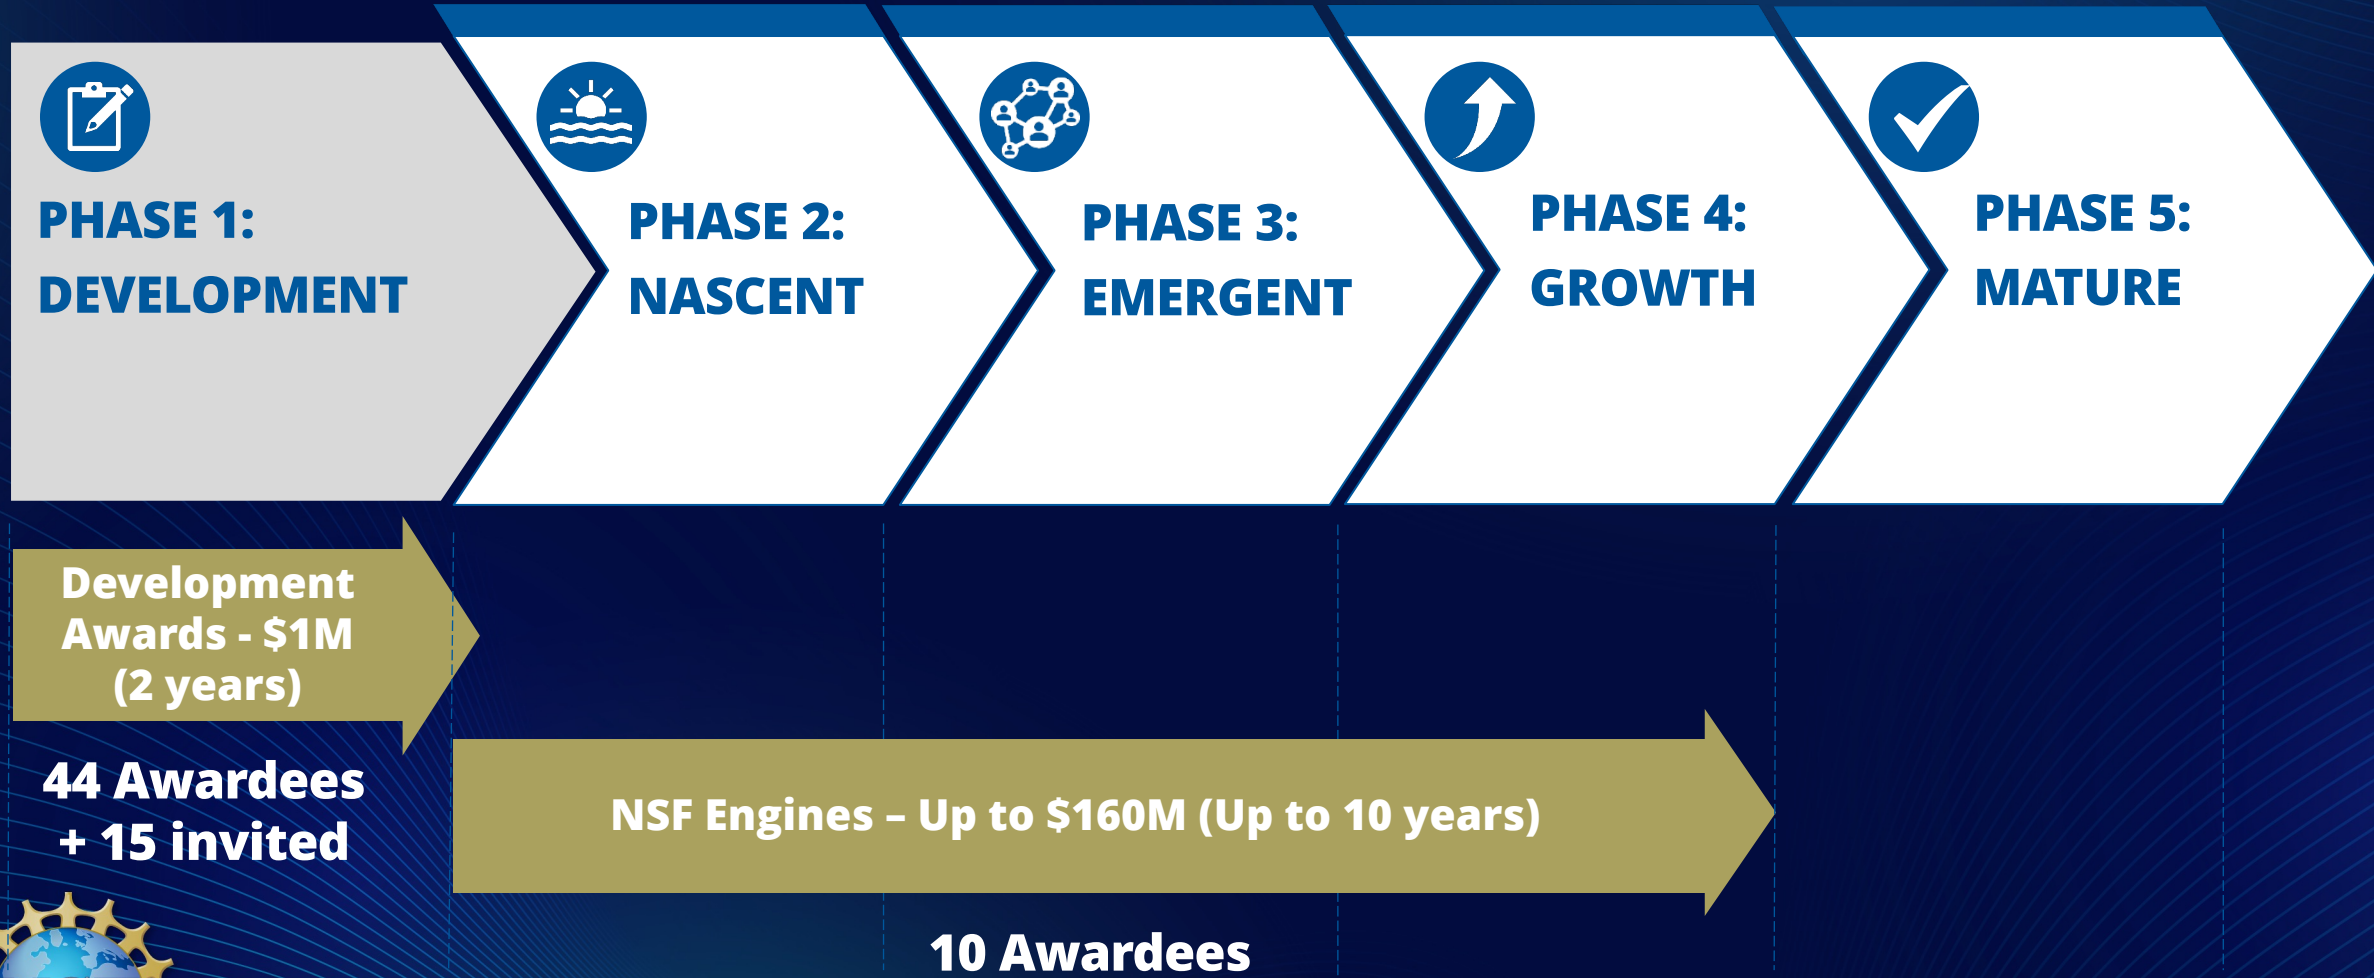 PHASE 1:
DEVELOPMENT
PHASE 2:
NASCENT
PHASE 3:
EMERGENT
PHASE 4:
GROWTH
PHASE 5:
MATURE
Development
Awards - $1M
(2 years)
44 Awardees
+ 15 invited
NSF Engines – Up to $160M (Up to 10 years)
10 Awardees